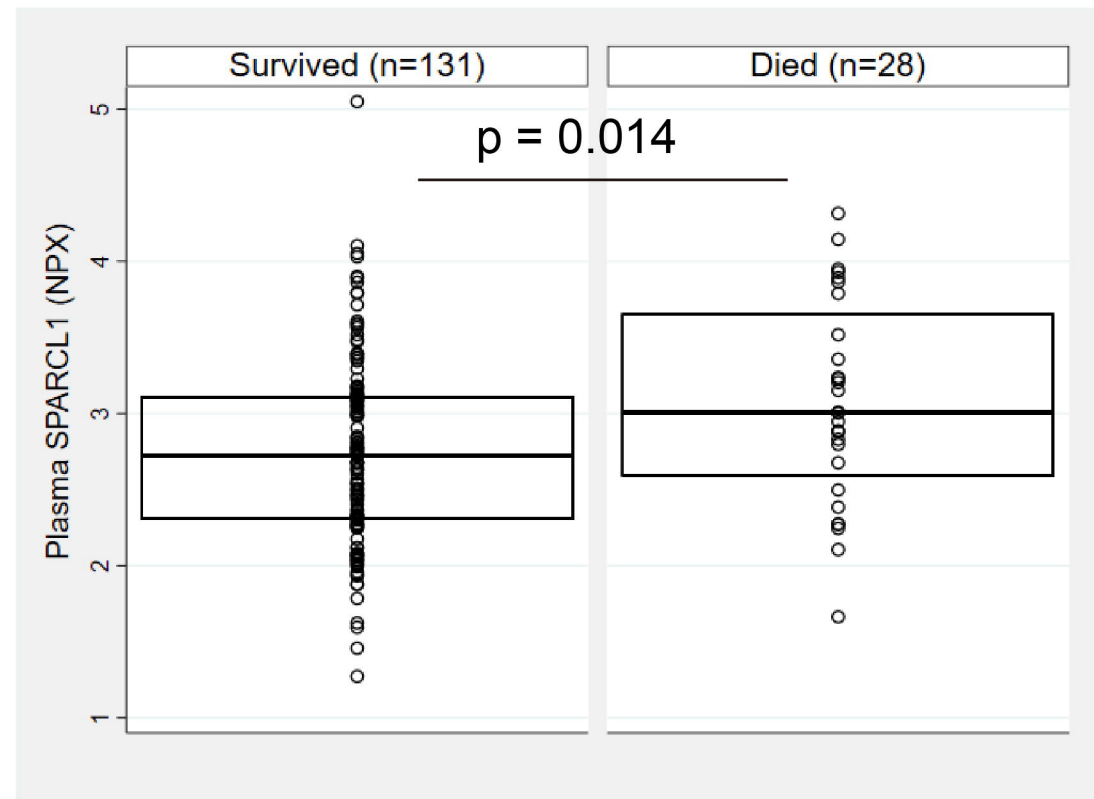 Survived (n=131)
Died (n=28)
p = 0.014
Plasma SPARCL1 (NPX)
5
4
3
2
1